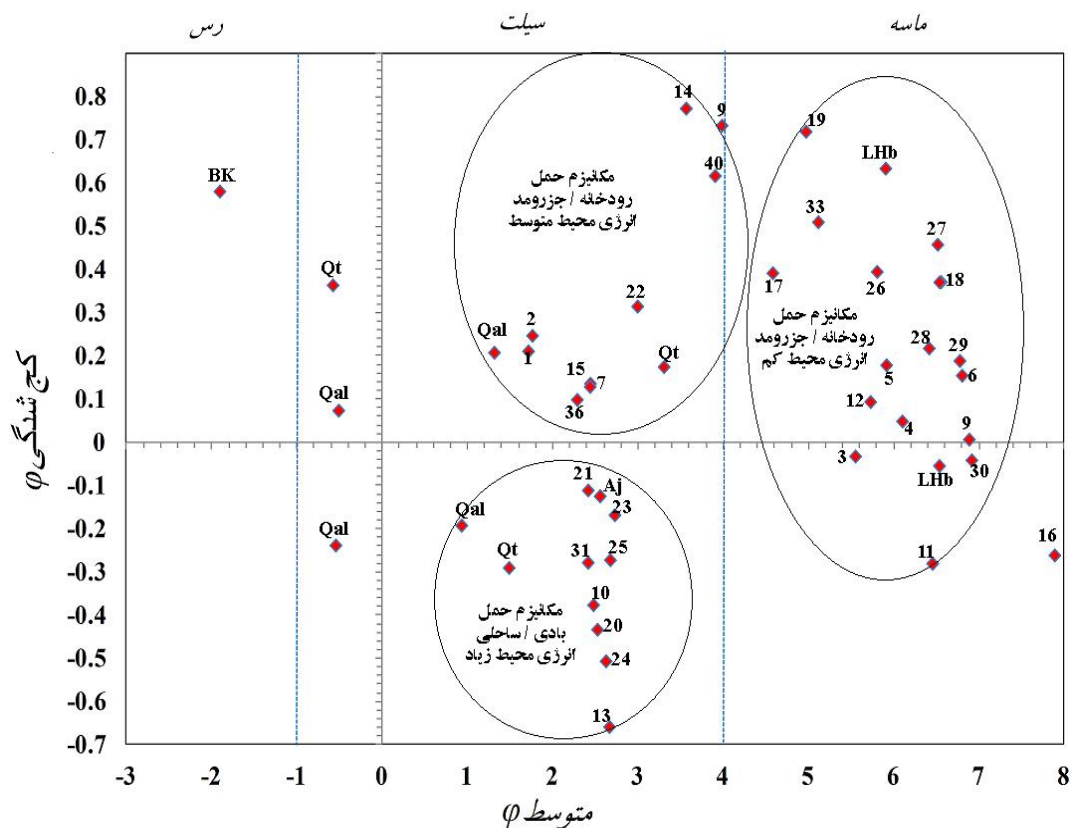 رس
سیلت
ماسه
0.8
0.7
0.6
0.5
0.4
0.3
0.2
0.1
0
-0.1
-0.2
-0.3
-0.4
-0.5
-0.6
-0.7
کج شدگی φ
BK
Qt
Qal
Qal
14
9
40
مکانیزم حمل
رودخانه / جزرومد
انرژی محیط متوسط
22
2
1
Qal
15
7
36
Qt
19
LHb
33
27
17
26
18
مکانیزم حمل
رودخانه / جزرومد
انرژی محیط کم
28
29
5
6
12
4
9
3
LHb
30
11
16
21
Aj
23
Qal
Qt
31
25
10
مکانیزم حمل
بادی / ساحلی
انرژی محیط زیاد
20
24
13
-3
-2
-1
0
1
2
3
4
5
6
7
8
متوسط φ